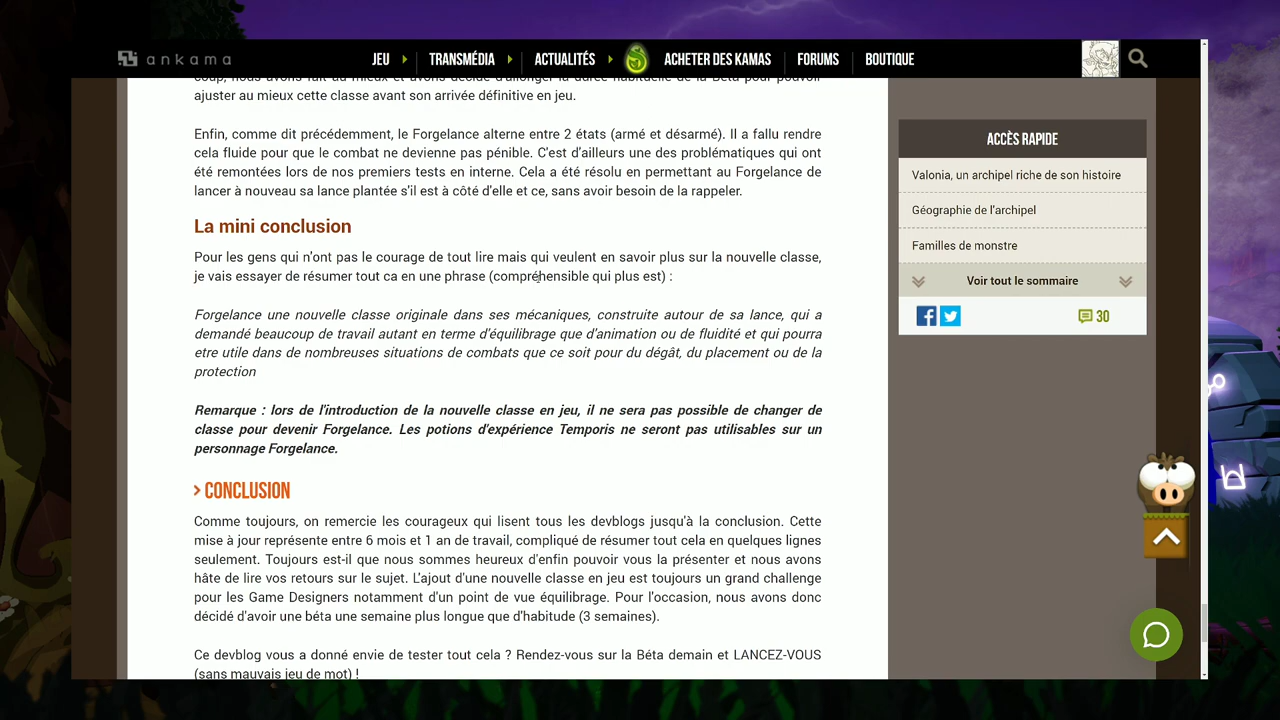 ankama
JEU
TRANSMÉDIA
ACTUALITÉS
ACHETER DES KAMAS
FORUMS
BOUTIQUE
coup, nous avons fait au mieux et avons décidé d'allonger la durée habituelle de la Béta pour pouvoir
ajuster au mieux cette classe avant son arrivée définitive en jeu.
Enfin, comme dit précédemment, le Forgelance alterne entre 2 états (armé et désarmé). Il a fallu rendre
cela fluide pour que le combat ne devienne pas pénible. C'est d'ailleurs une des problématiques qui ont
été remontées lors de nos premiers tests en interne. Cela a été résolu en permettant au Forgelance de
lancer à nouveau sa lance plantée s'il est à côté d'elle et ce, sans avoir besoin de la rappeler.
La mini conclusion
Pour les gens qui n'ont pas le courage de tout lire mais qui veulent en savoir plus sur la nouvelle classe,
je vais essayer de résumer tout ca en une phrase (compréhensible qui plus est) :
Forgelance une nouvelle classe originale dans ses mécaniques, construite autour de sa lance, qui a
demandé beaucoup de travail autant en terme d'équilibrage que d'animation ou de fluidité et qui pourra
etre utile dans de nombreuses situations de combats que ce soit pour du dégât, du placement ou de la
protection
Remarque : lors de l'introduction de la nouvelle classe en jeu, il ne sera pas possible de changer de
classe pour devenir Forgelance. Les potions d'expérience Temporis ne seront pas utilisables sur un
personnage Forgelance.
CONCLUSION
Comme toujours, on remercie les courageux qui lisent tous les devblogs jusqu'à la conclusion. Cette
mise à jour représente entre 6 mois et 1 an de travail, compliqué de résumer tout cela en quelques lignes
seulement. Toujours est-il que nous sommes heureux d'enfin pouvoir vous la présenter et nous avons
hâte de lire vos retours sur le sujet. L'ajout d'une nouvelle classe en jeu est toujours un grand challenge
pour les Game Designers notamment d'un point de vue équilibrage. Pour l'occasion, nous avons donc
décidé d'avoir une béta une semaine plus longue que d'habitude (3 semaines).
Ce devblog vous a donné envie de tester tout cela ? Rendez-vous sur la Béta demain et LANCEZ-VOUS
(sans mauvais jeu de mot) !
ACCÈS RAPIDE
Valonia, un archipel riche de son histoire
Géographie de l'archipel
Familles de monstre
Voir tout le sommaire
30